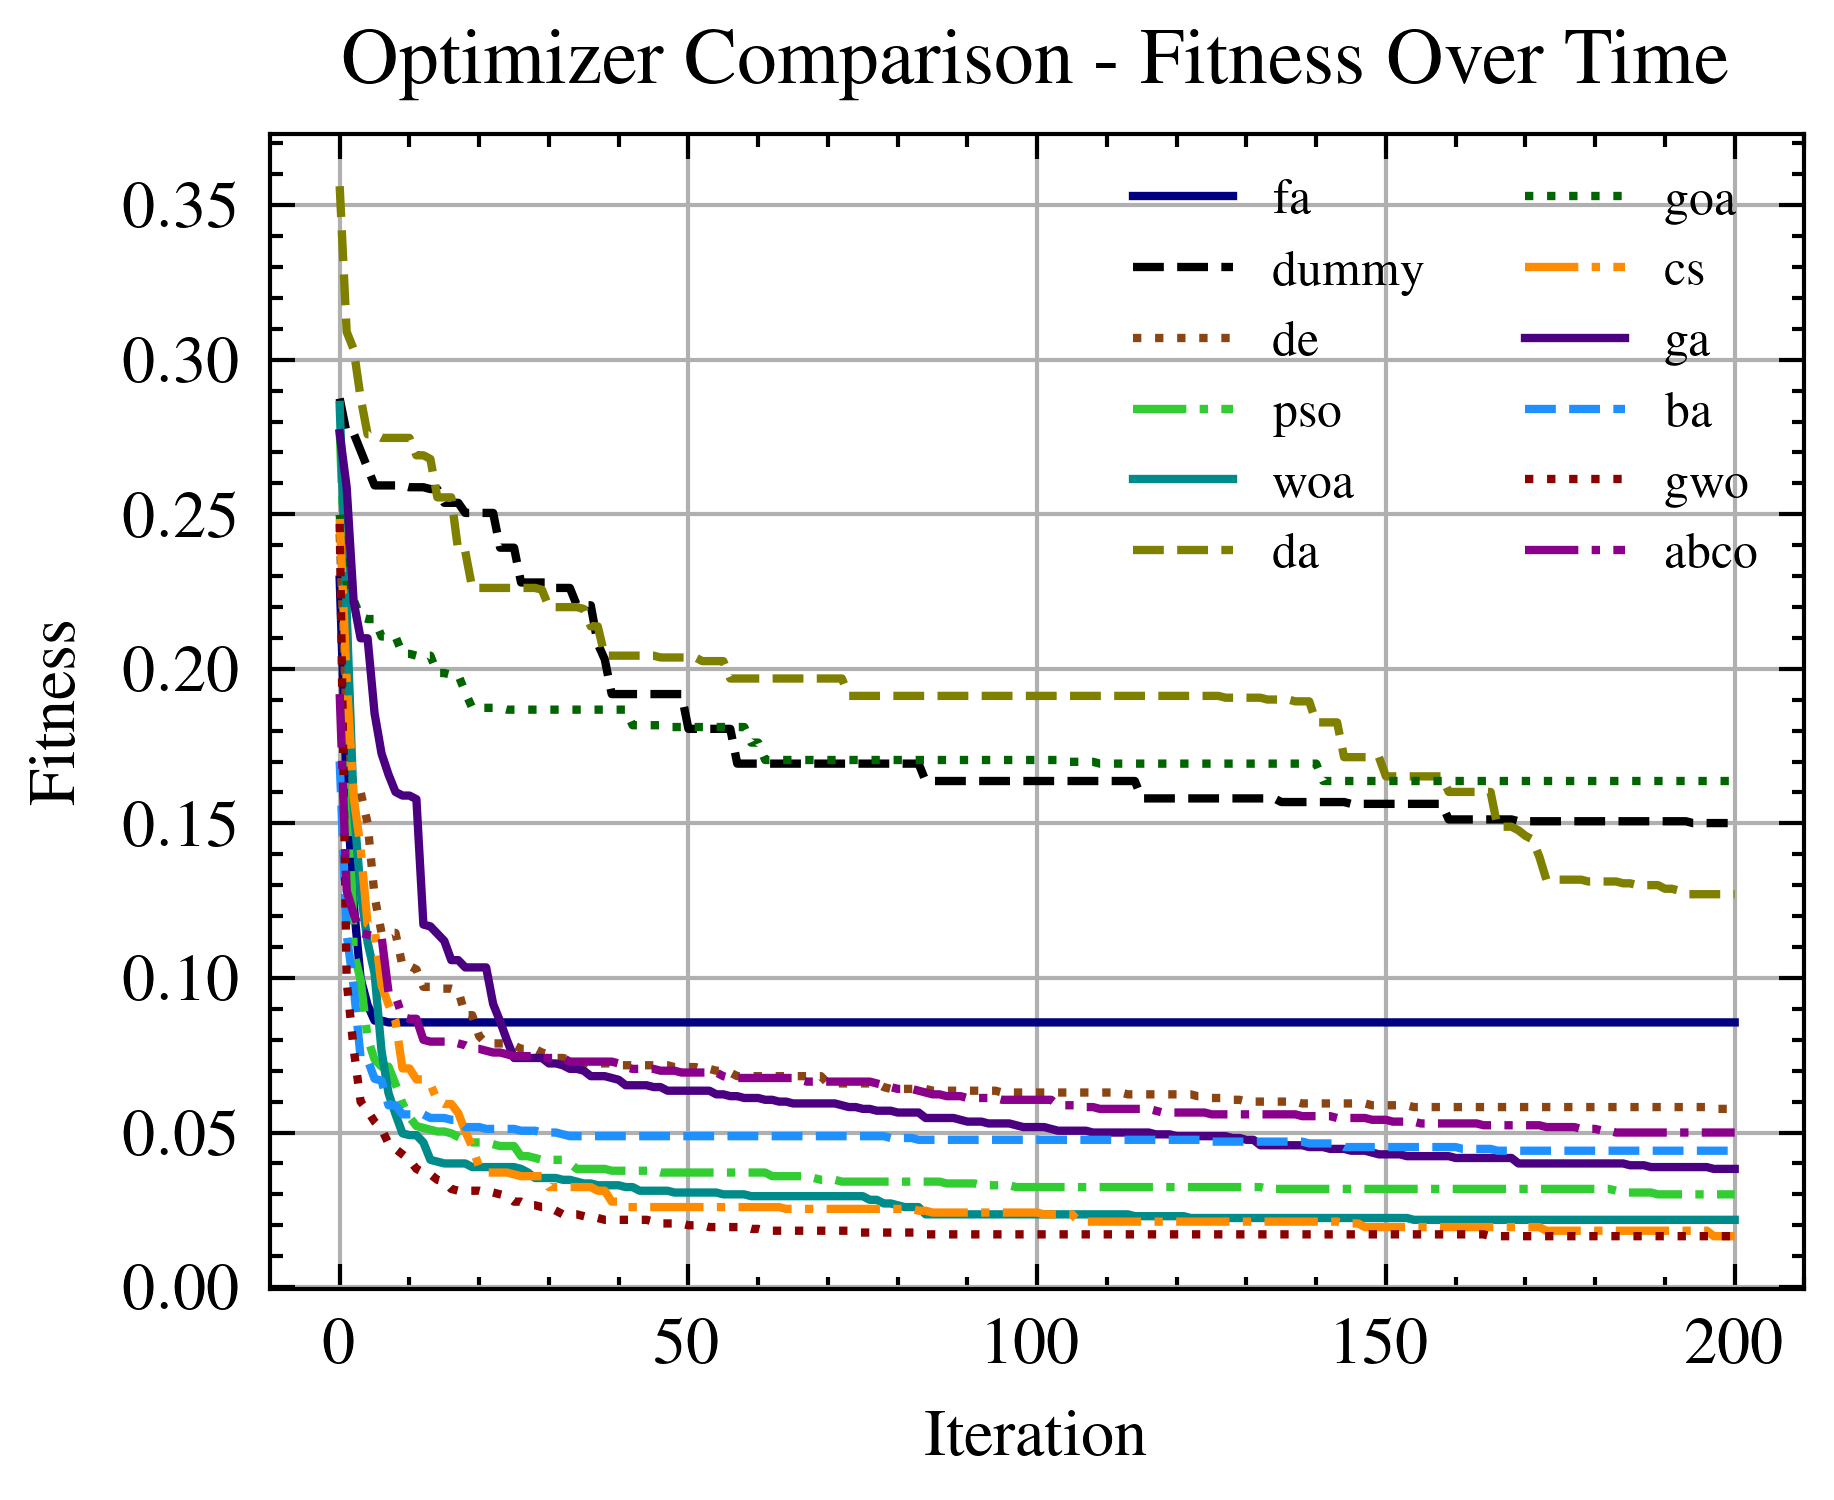 Optimizer Comparison - Fitness Over Time
0.35
0.30
0.25
0.20
0.15
0.10
0.05
0.00
Fitness
fa
dummy
de
pso
woa
da
goa
cs
ga
ba
gwo
abco
0 50 100 150 200
Iteration